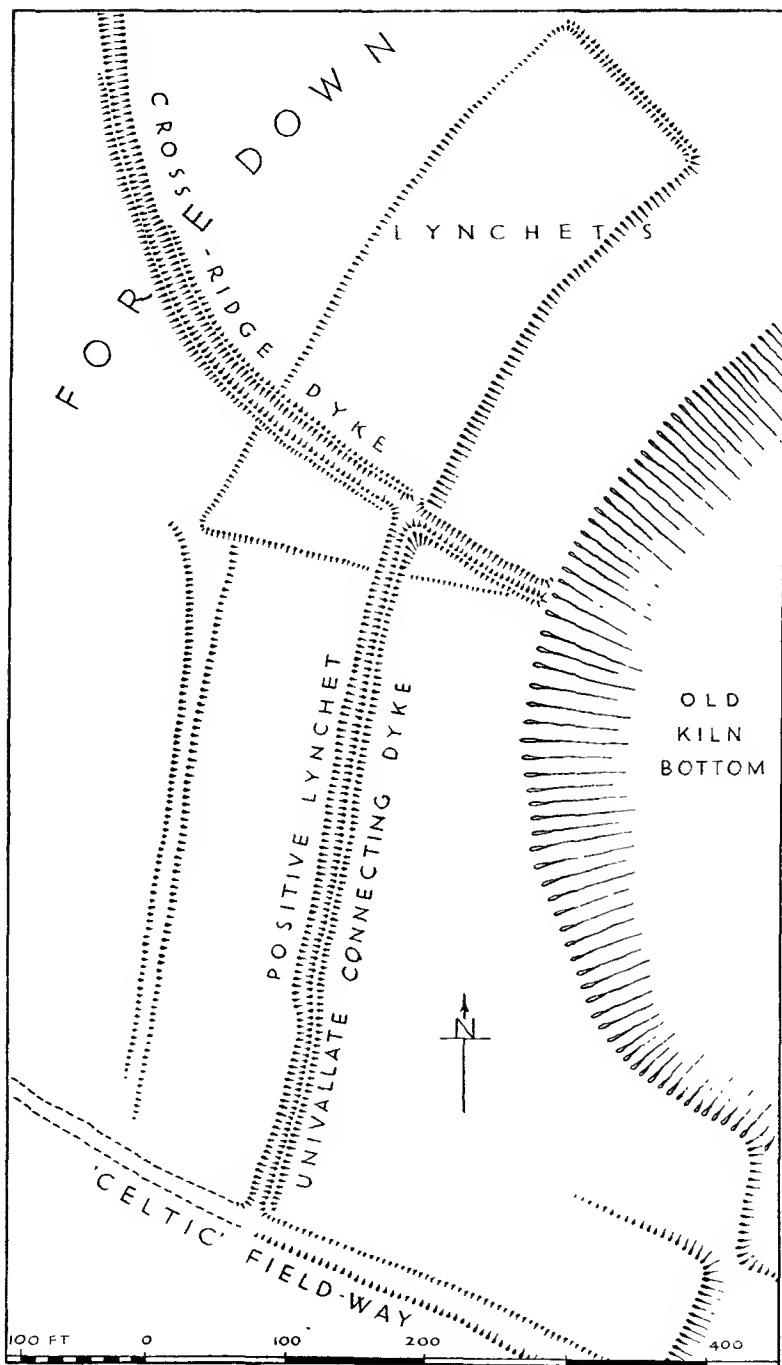 FORE DOWN
CROSS-RIDGE DYKE
LYNCHETS
OLD
KILN
BOTTOM
POSITIVE LYNCHET
UNIVALLATE CONNECTING DYKE
N
'CELTIC' FIELD-WAY
100 FT 0 100 200 400